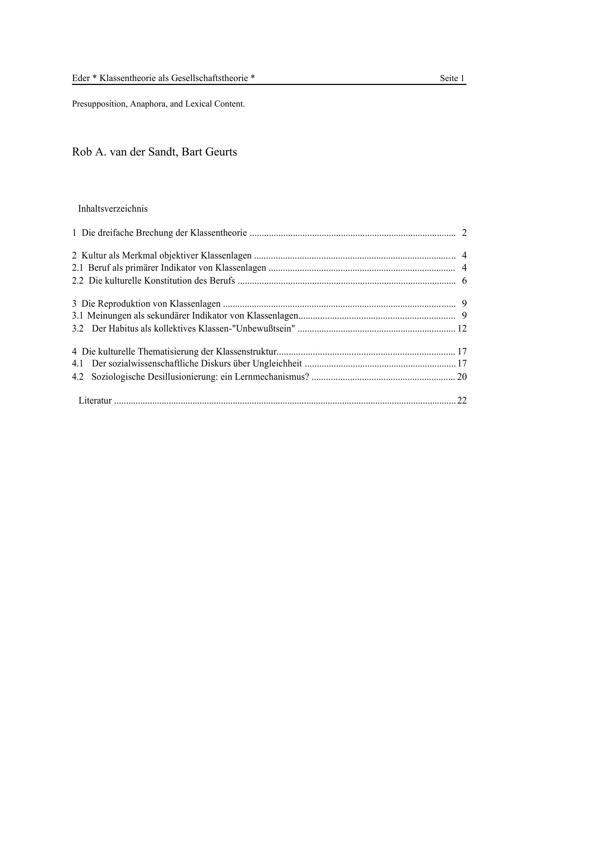 Eder * Klassentheorie als Gesellschaftstheorie * Seite 1
Presupposition, Anaphora, and Lexical Content.
Rob A. van der Sandt, Bart Geurts
Inhaltsverzeichnis
1 Die dreifache Brechung der Klassentheorie ..................................................................................... 2
2 Kultur als Merkmal objektiver Klassenlagen ................................................................................... 4
2.1 Beruf als primärer Indikator von Klassenlagen ............................................................................. 4
2.2 Die kulturelle Konstitution des Berufs .......................................................................................... 6
3 Die Reproduktion von Klassenlagen ................................................................................................ 9
3.1 Meinungen als sekundärer Indikator von Klassenlagen................................................................. 9
3.2 Der Habitus als kollektives Klassen-"Unbewußtsein" .................................................................. 12
4 Die kulturelle Thematisierung der Klassenstruktur.......................................................................... 17
4.1 Der sozialwissenschaftliche Diskurs über Ungleichheit ............................................................... 17
4.2 Soziologische Desillusionierung: ein Lernmechanismus? ............................................................ 20
Literatur ............................................................................................................................................. 22